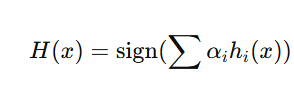 H(x) = sign(∑ αᵢhᵢ(x))